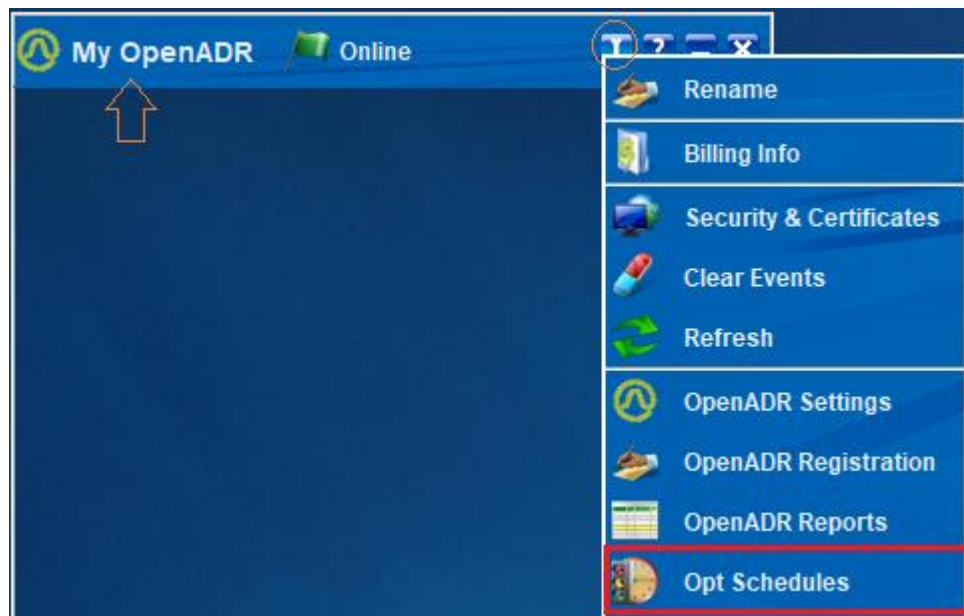 My OpenADR Online ?
Rename
Billing Info
Security & Certificates
Clear Events
Refresh
OpenADR Settings
OpenADR Registration
OpenADR Reports
Opt Schedules